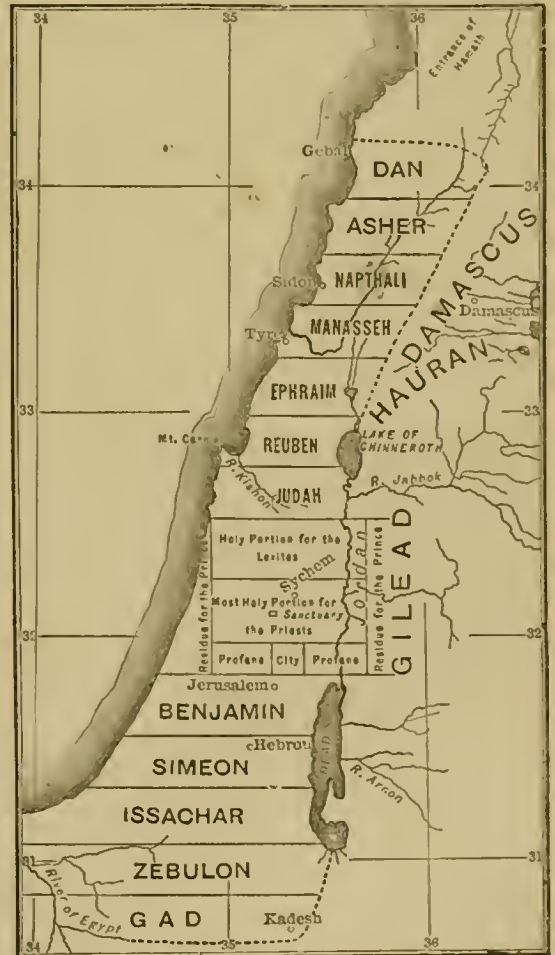 34 35 36
Entrance of
Hamath
Gebal
DAN
34 34
ASHER
DAMASCUS
Sidon
NAPTHALI
Damascus
MANASSEH
Tyre
HAURAN
EPHRAIM
33 33
Mt. Carmel
REUBEN
LAKE OF
CHINNEROTH
R. Kishon
R. Jabbok
JUDAH
Holy Portion for the
Levites
Jordan
Sychem
Residue for the Prince
Residue for the Prince
GILEAD
Most Holy Portion for
Sanctuary
the Priests
32 32
Profane City Profane
Jerusalem
BENJAMIN
Hebron
DEAD
SIMEON
R. Arnon
ISSACHAR
31 31
ZEBULON
River of Egypt
GAD
Kadesh
34 35 36